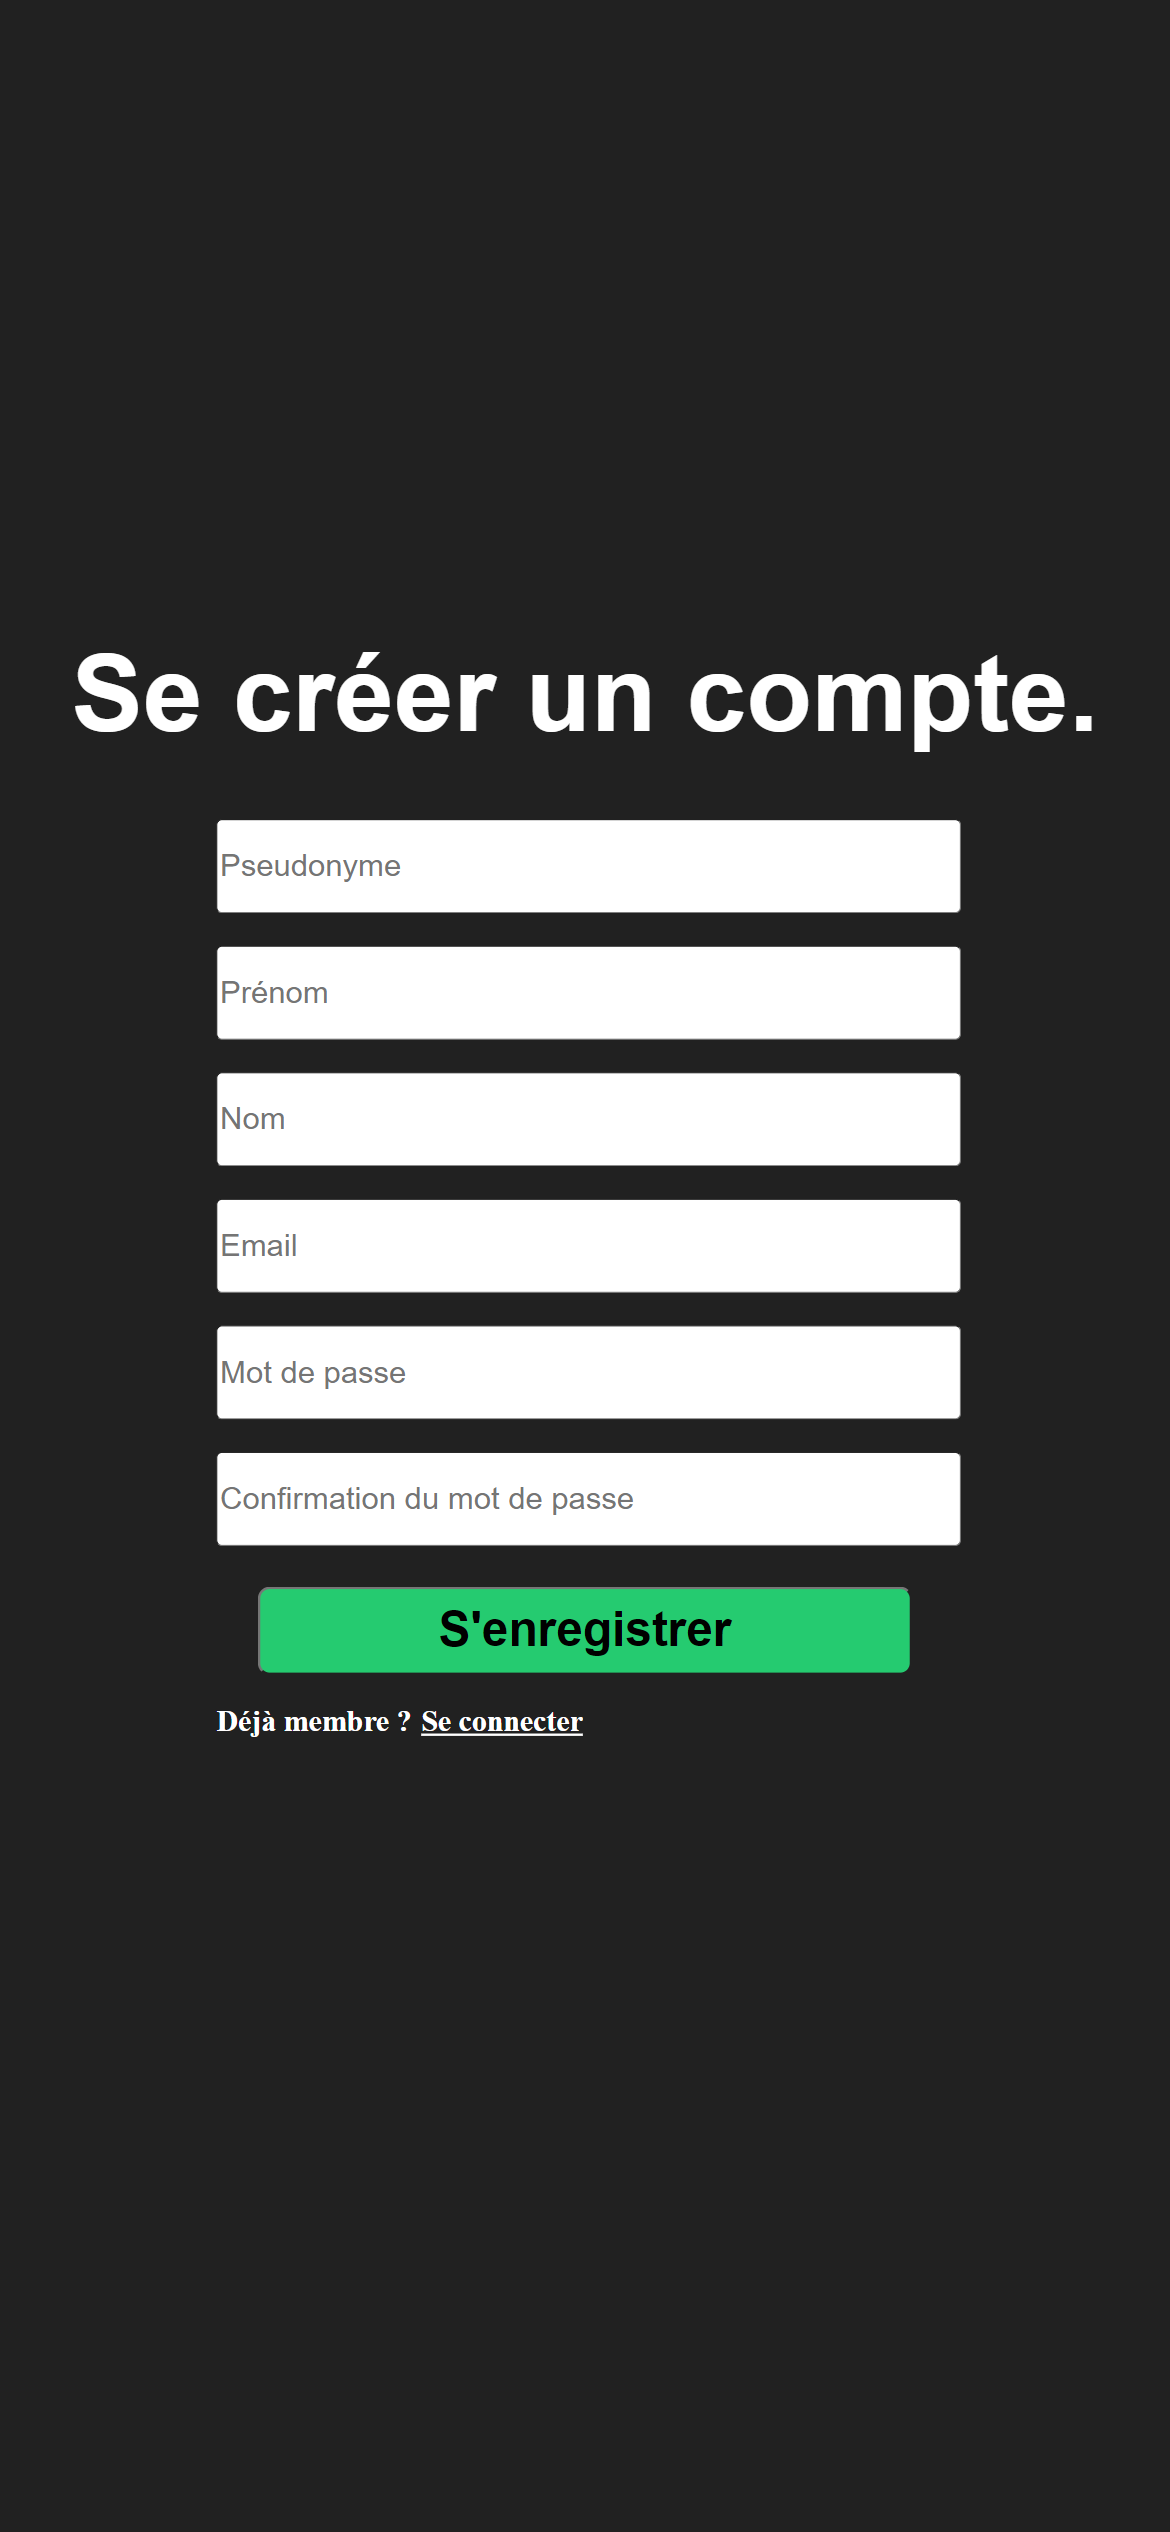 Se créer un compte.
Pseudonyme
Prénom
Nom
Email
Mot de passe
Confirmation du mot de passe
S'enregistrer
Déjà membre ? Se connecter